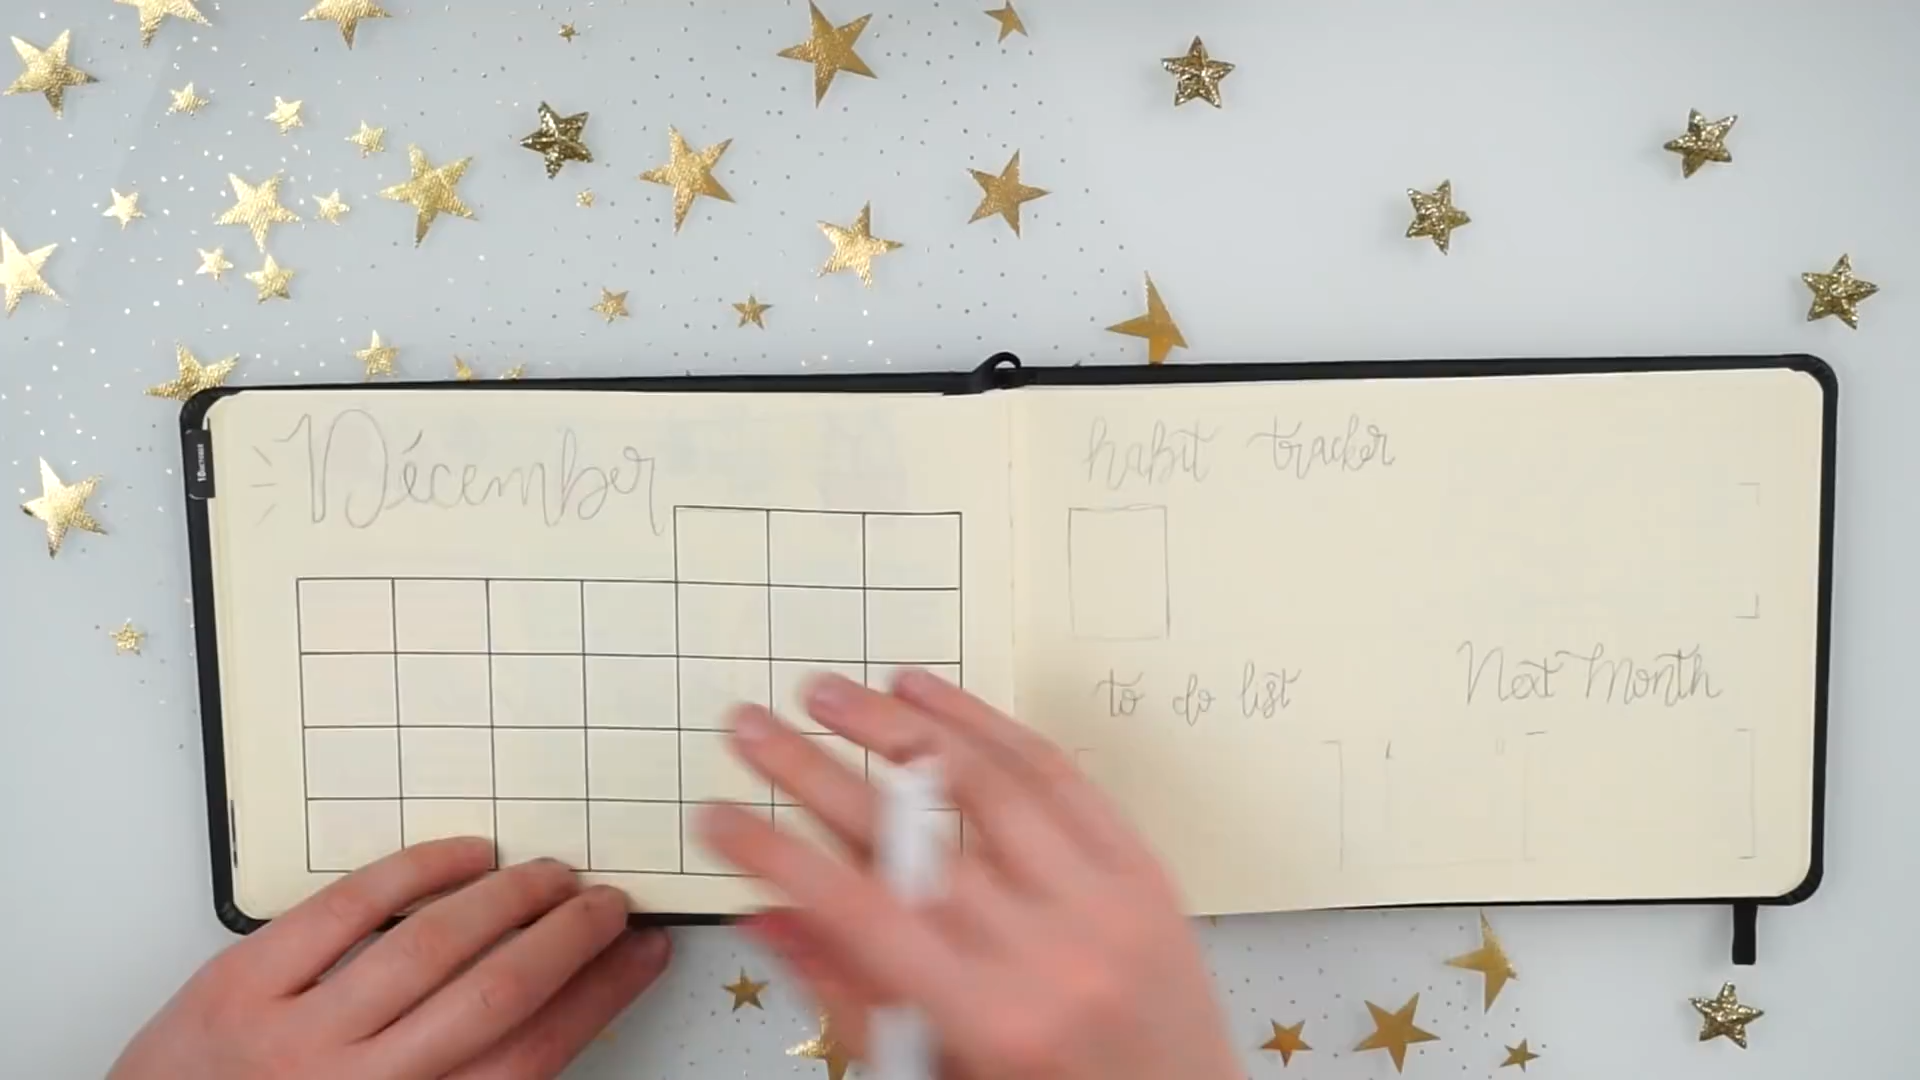 Décember
habit tracker
to do list
Next Month